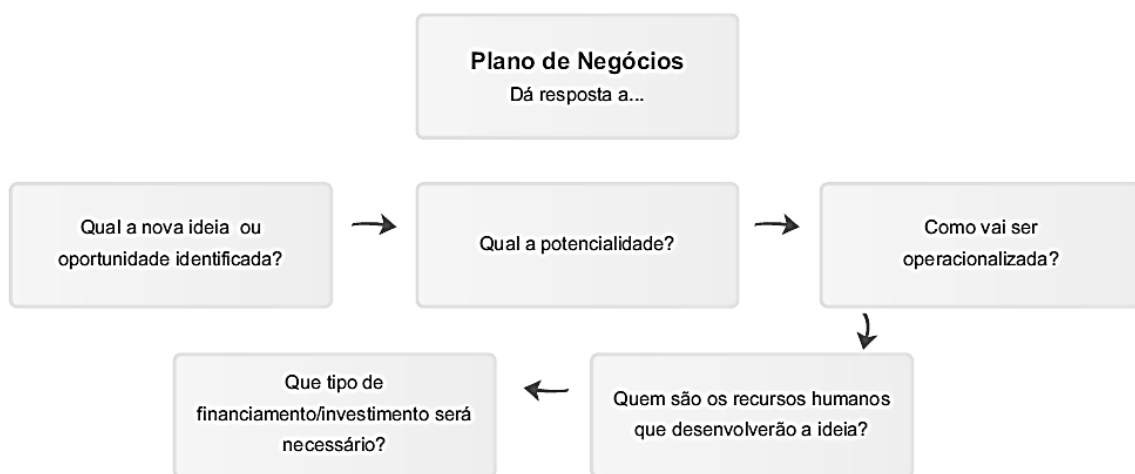 Plano de Negócios
Dá resposta a...
Qual a nova ideia ou
oportunidade identificada?
Qual a potencialidade?
Como vai ser
operacionalizada?
Quem são os recursos humanos
que desenvolverão a ideia?
Que tipo de
financiamento/investimento será
necessário?